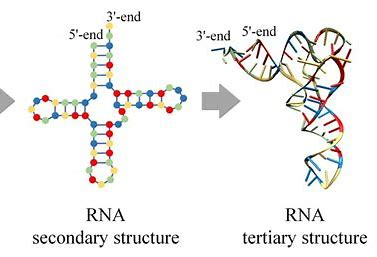 3'-end
5'-end
3'-end
5'-end
RNA
secondary structure
RNA
tertiary structure